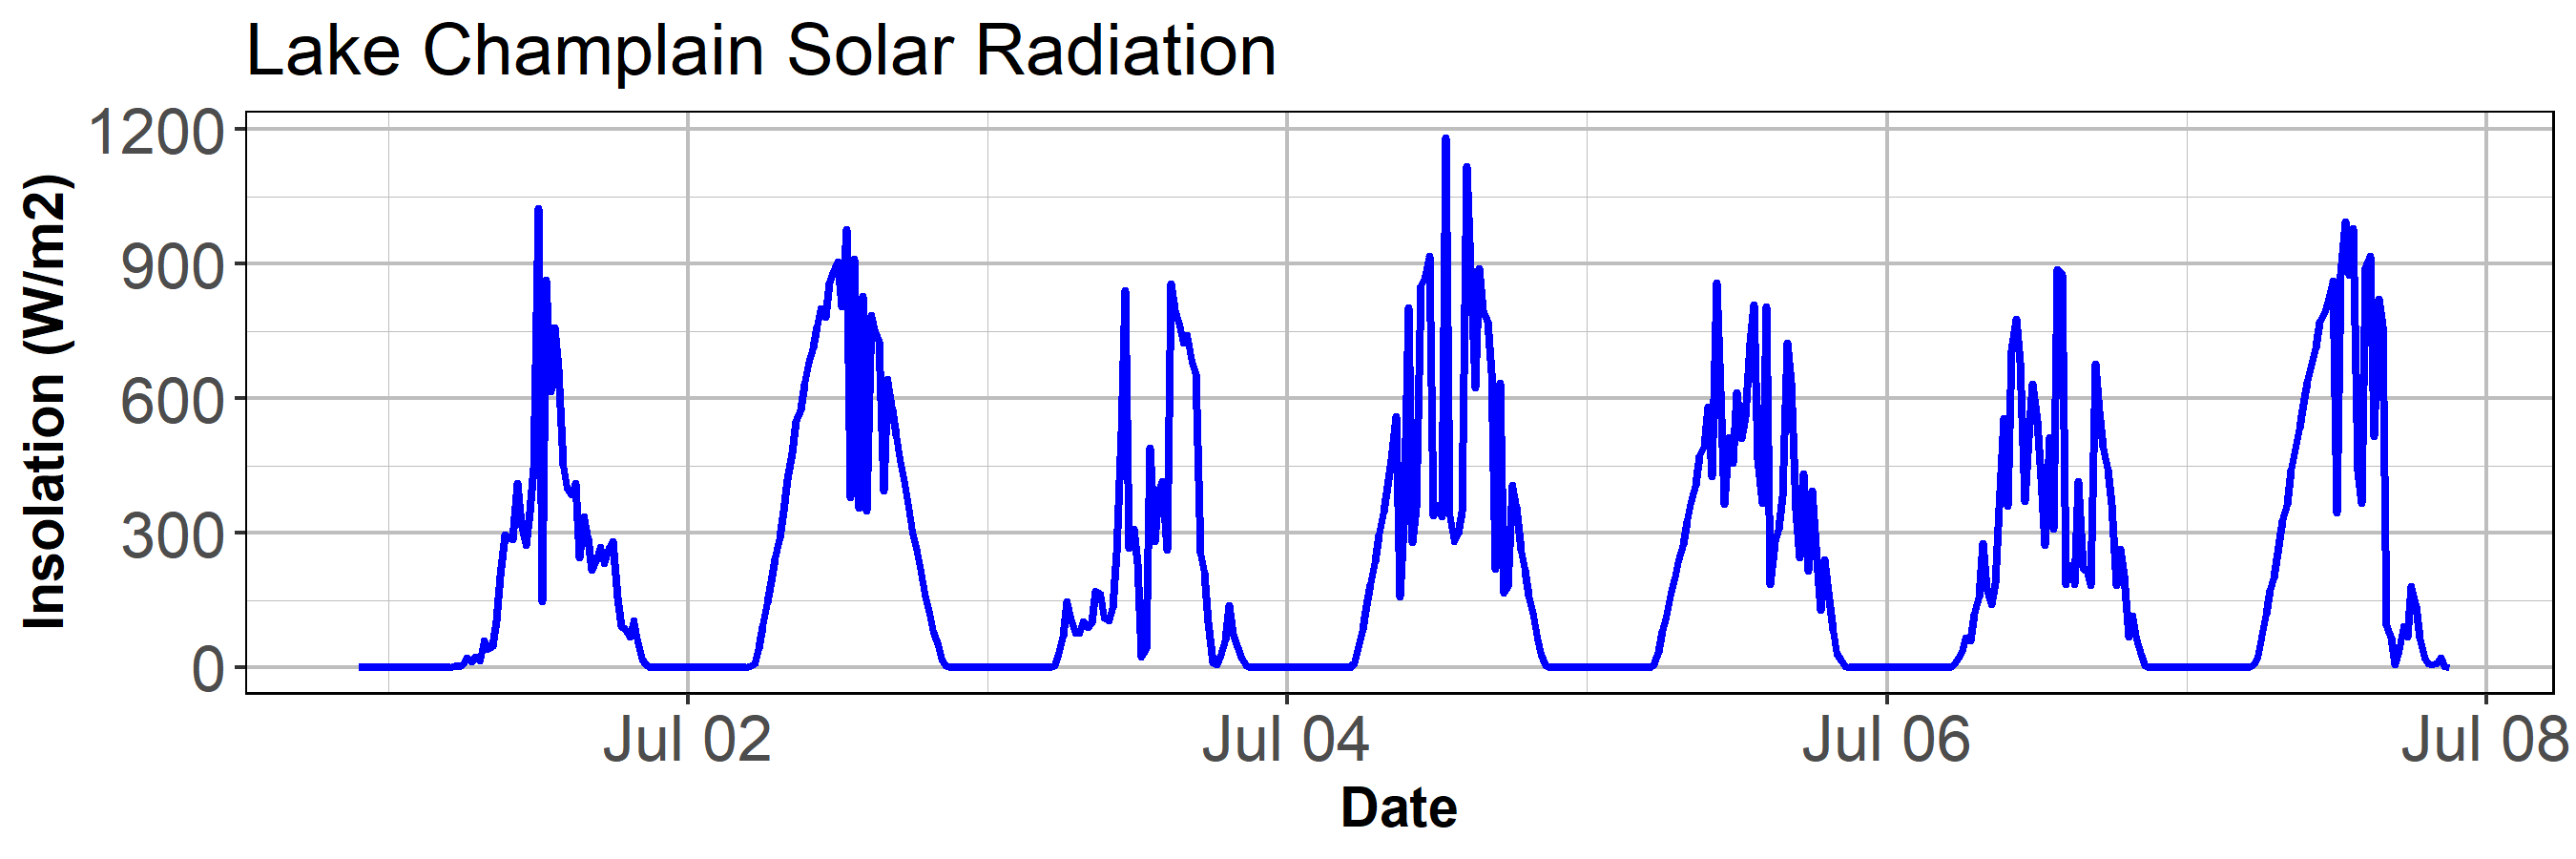 Lake Champlain Solar Radiation
1200
900
600
300
0
Insolation (W/m2)
Jul 02 Jul 04 Jul 06 Jul 08
Date